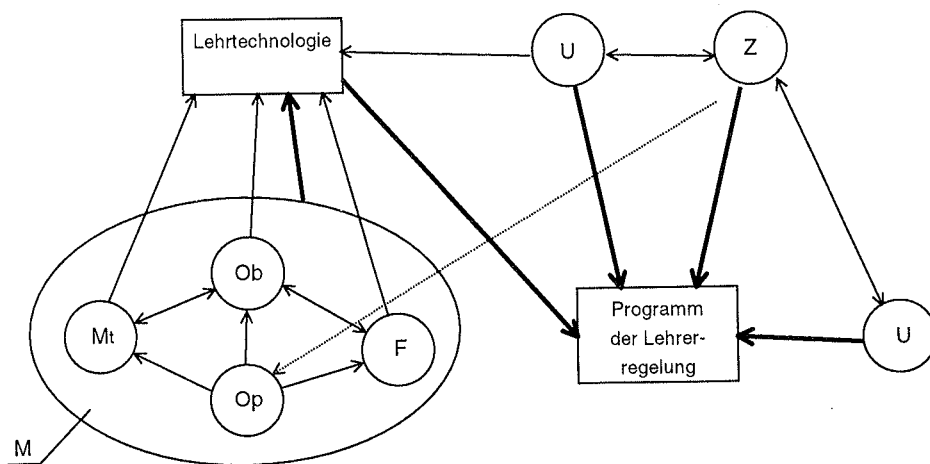 Lehrtechnologie
U
Z
Ob
Mt
F
Op
Programm
der Lehrer-
regelung
U
M